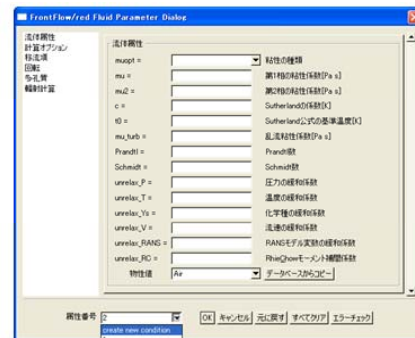 FrontFlow/red Fluid Parameter Dialog
流体属性
計算オプション
移流項
回転
多孔質
輻射計算
流体属性
muopt = 粘性の種類
mu = 第1相の粘性係数[Pa s]
mu2 = 第2相の粘性係数[Pa s]
c = Sutherlandの係数[K]
t0 = Sutherland公式の基準温度[K]
mu_turb = 乱流粘性係数[Pa s]
Prandtl = Prandtl数
Schmidt = Schmidt数
unrelax_P = 圧力の緩和係数
unrelax_T = 温度の緩和係数
unrelax_Ys = 化学種の緩和係数
unrelax_V = 流速の緩和係数
unrelax_RANS = RANSモデル変数の緩和係数
unrelax_RC = RhieChowモーメント補間係数
物性値 Air データベースからコピー
属性番号 2 OK キャンセル 元に戻す すべてクリア エラーチェック
create new condition